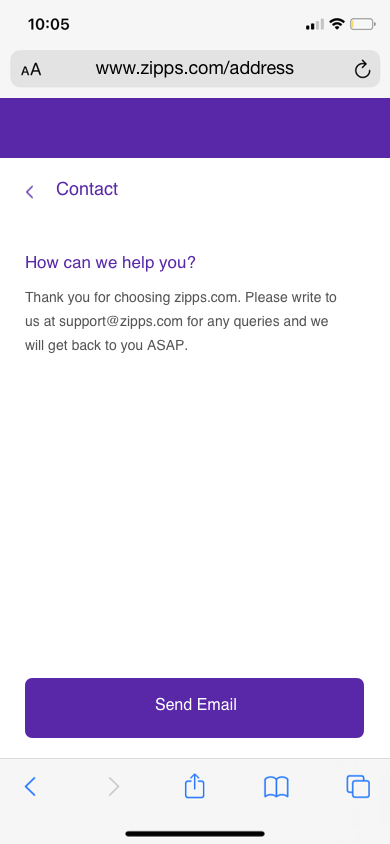 10:05
AA www.zipps.com/address
Contact
How can we help you?
Thank you for choosing zipps.com. Please write to
us at support@zipps.com for any queries and we
will get back to you ASAP.
Send Email